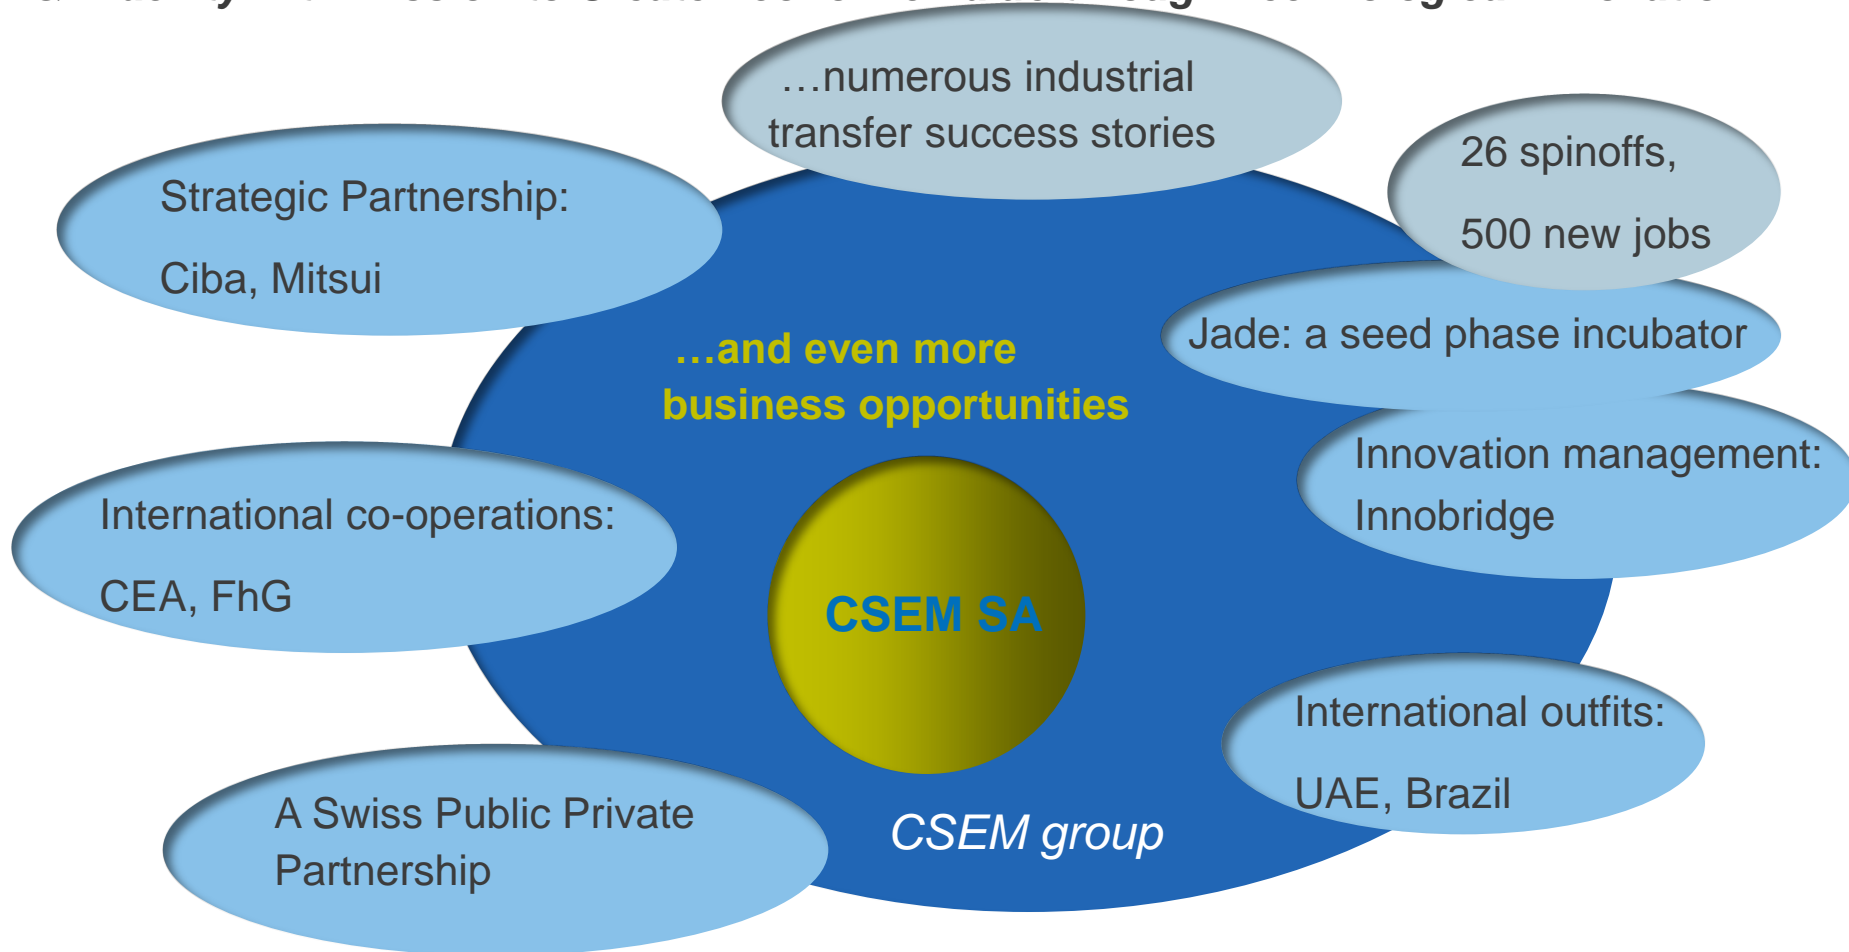 …numerous industrial
transfer success stories
26 spinoffs,
500 new jobs
Strategic Partnership:
Ciba, Mitsui
Jade: a seed phase incubator
…and even more
business opportunities
Innovation management:
Innobridge
International co-operations:
CEA, FhG
CSEM SA
International outfits:
UAE, Brazil
A Swiss Public Private
Partnership
CSEM group